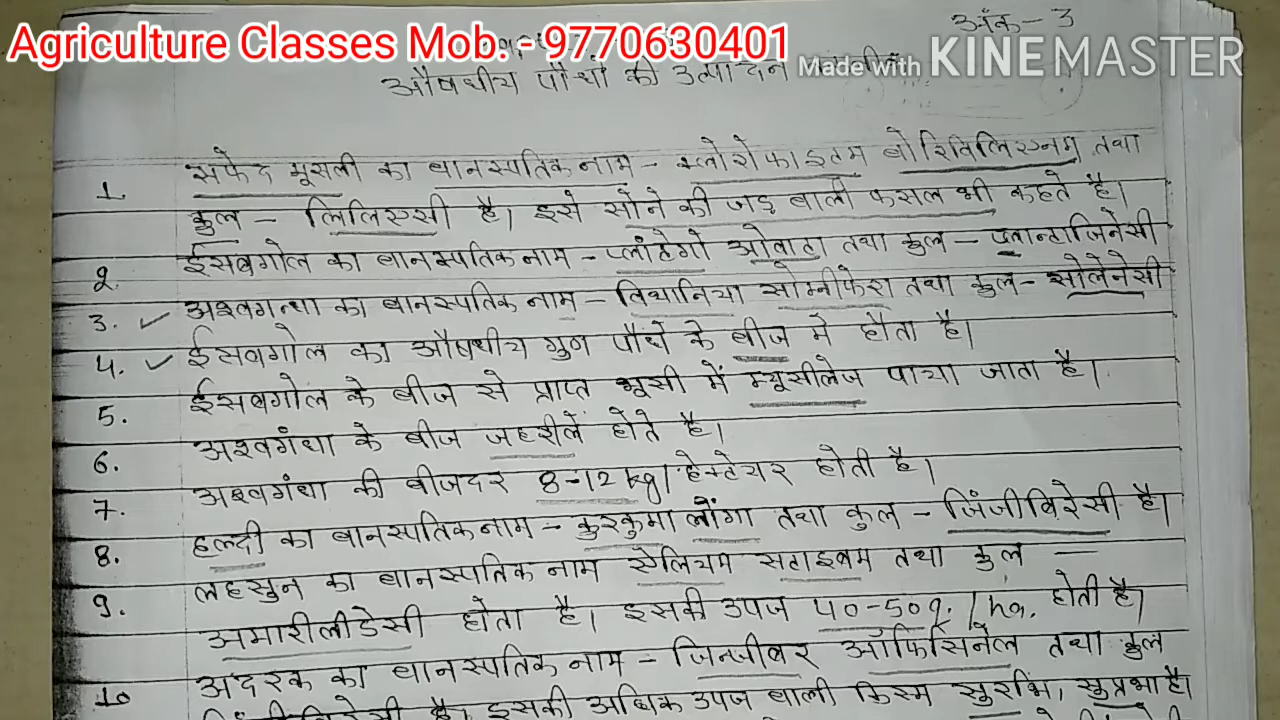 अंक - 3
Agriculture Classes Mob.- 9770630401
Made with KINEMASTER
औषधीय पौधों की उत्पादन
1. सफेद मूसली का वानस्पतिक नाम - क्लोरोफाइटम बोरिविलिएनम तथा
कुल - लिलिएसी है। इसे सोंने की जड़ वाली फसल भी कहते है।
2. ईसबगोल का वानस्पतिक नाम - प्लांटेगो ओवाटा तथा कुल - प्लान्टाजिनेसी
3. अश्वगन्धा का वानस्पतिक नाम - विथानिया सोम्नीफेरा तथा कुल - सोलेनेसी
4. ईसबगोल का औषधीय गुण पौधे के बीज मे होता है।
5. ईसबगोल के बीज से प्राप्त भूसी में म्यूसीलेज पाया जाता है।
6. अश्वगंधा के बीज जहरीलें होते है।
7. अश्वगंधा की बीजदर 8-12 kg/हेक्टेयर होती है।
8. हल्दी का वानस्पतिक नाम - कुरकुमा लोंगा तथा कुल - जिंजीविरेसी है।
9. लहसुन का वानस्पतिक नाम ऐलियम सटाइवम तथा कुल -
अमारीलीडेसी होता है। इसकी उपज 40-50q./ha. होती है।
10 अदरक का वानस्पतिक नाम - जिन्जीवर ऑफिसिनेल तथा कुल
है, इसकी अधिक उपज वाली किस्म सुरभि, सुप्रभा है।